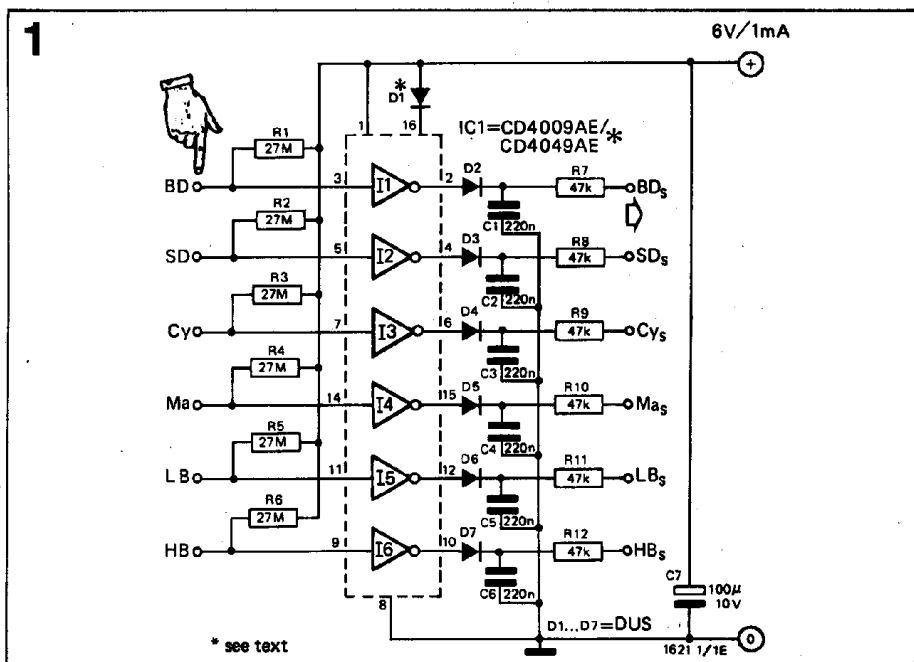 1
6V/1mA
*
D1
1
16
IC1=CD4009AE/*
CD4049AE
R1
27M
BD
3
I1
2
D2
R7
47k
BDs
C1
220n
R2
27M
SD
5
I2
4
D3
R8
47k
SDs
C2
220n
R3
27M
Cy
7
I3
6
D4
R9
47k
Cys
C3
220n
R4
27M
Ma
14
I4
15
D5
R10
47k
Mas
C4
220n
R5
27M
LB
11
I5
12
D6
R11
47k
LBs
C5
220n
R6
27M
HB
9
I6
10
D7
R12
47k
HBs
C6
220n
8
C7
100µ
10V
D1...D7=DUS
* see text
1621 1/1E
+
0